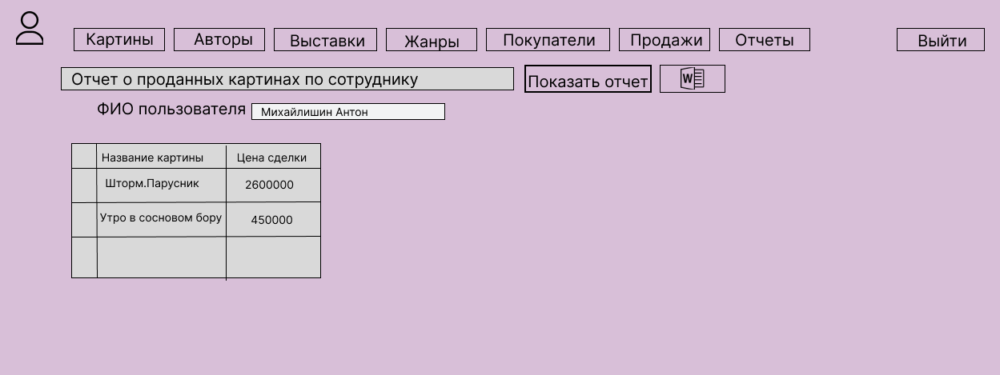 Картины Авторы Выставки Жанры Покупатели Продажи Отчеты Выйти
Отчет о проданных картинах по сотруднику Показать отчет W
ФИО пользователя Михайлишин Антон
Название картины Цена сделки
Шторм.Парусник 2600000
Утро в сосновом бору 450000